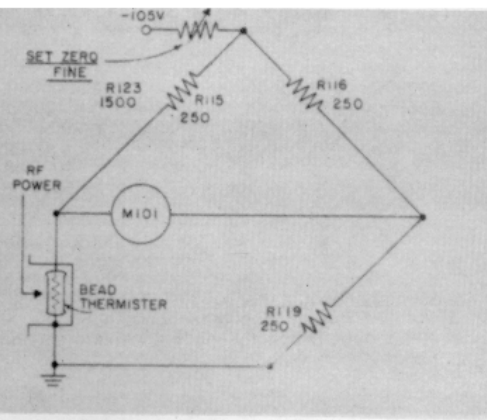 -105V
SET ZERO
FINE
R123
1500
R115
250
R116
250
RF
POWER
M101
BEAD
THERMISTER
R119
250